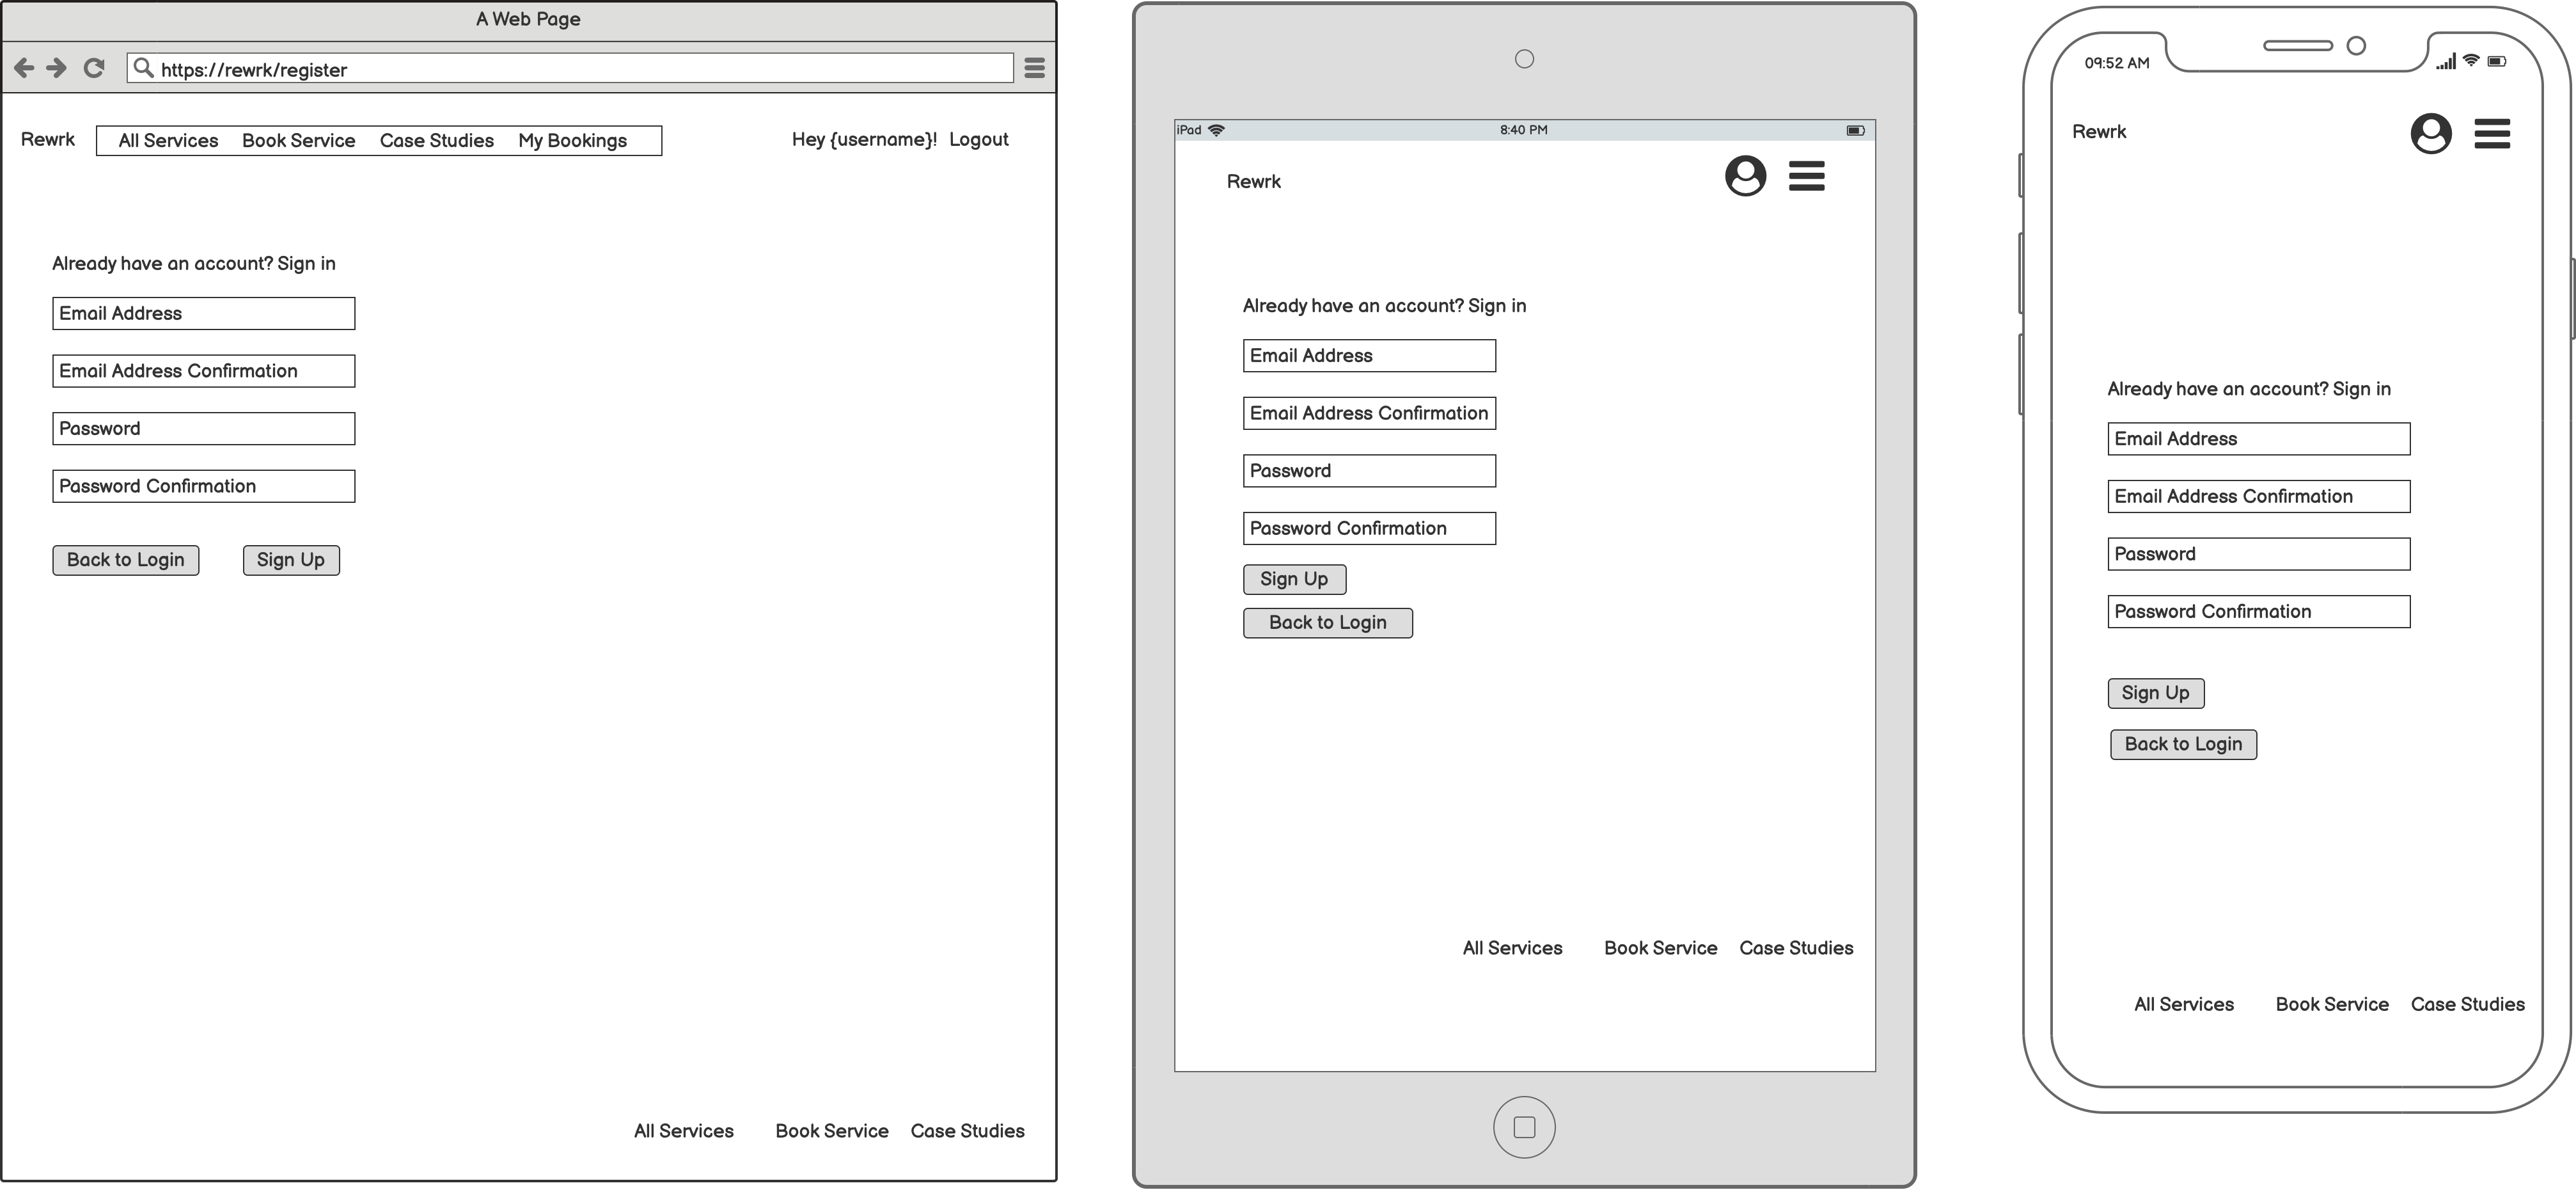 A Web Page
https://rewrk/register
Rewrk All Services Book Service Case Studies My Bookings Hey {username}! Logout
Already have an account? Sign in
Email Address
Email Address Confirmation
Password
Password Confirmation
Back to Login Sign Up
All Services Book Service Case Studies
iPad 8:40 PM
Rewrk
Already have an account? Sign in
Email Address
Email Address Confirmation
Password
Password Confirmation
Sign Up
Back to Login
All Services Book Service Case Studies
09:52 AM
Rewrk
Already have an account? Sign in
Email Address
Email Address Confirmation
Password
Password Confirmation
Sign Up
Back to Login
All Services Book Service Case Studies